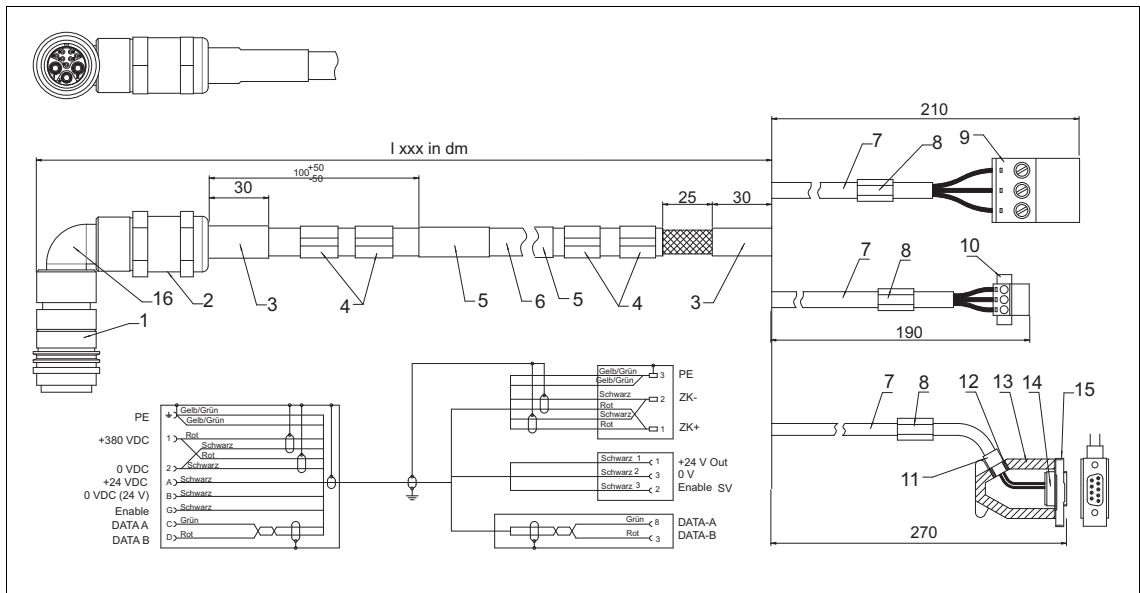 210
7
8
9
l xxx in dm
100 +50 -50
30
25
30
16
2
3
4
5
6
5
4
3
1
7
8
10
190
7
8
12
13
14
15
11
270
PE
Gelb/Grün
Gelb/Grün
+380 VDC
1
Rot
Schwarz
Rot
0 VDC
2
Schwarz
+24 VDC
A
Schwarz
0 VDC (24 V)
B
Schwarz
Enable
G
Schwarz
DATA A
C
Grün
DATA B
D
Rot
Gelb/Grün
3
PE
Gelb/Grün
Schwarz
2
ZK-
Rot
Schwarz
Rot
1
ZK+
Schwarz 1
1
+24 V Out
Schwarz 2
3
0 V
Schwarz 3
2
Enable SV
Grün
8
DATA-A
Rot
3
DATA-B